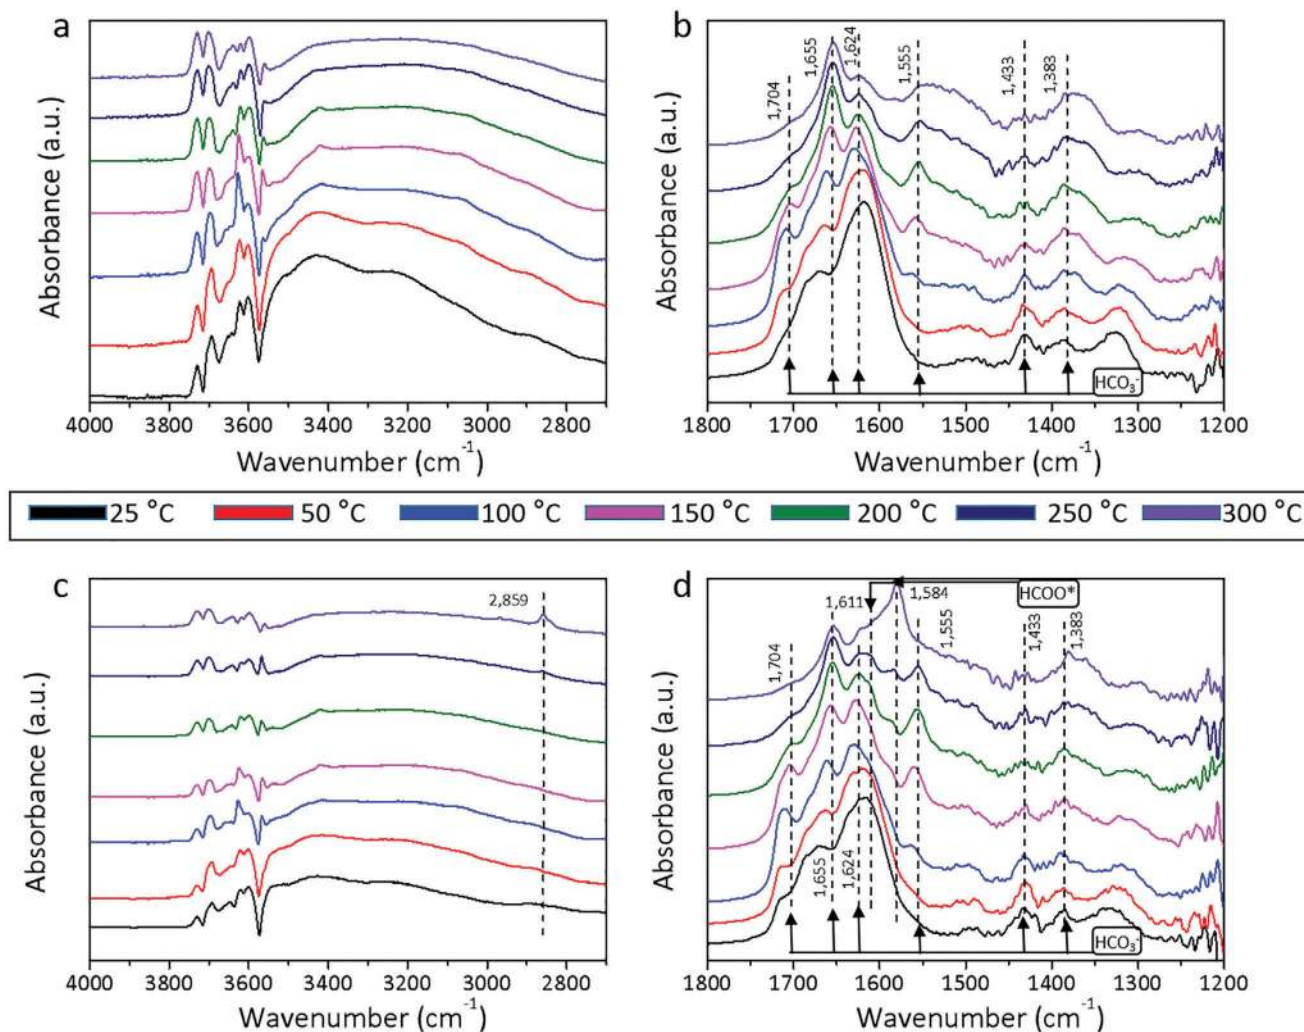 a
Absorbance (a.u.)
4000 3800 3600 3400 3200 3000 2800
Wavenumber (cm⁻¹)
b
Absorbance (a.u.)
1,704
1,655
1,624
1,555
1,433
1,383
HCO₃⁻
1800 1700 1600 1500 1400 1300 1200
Wavenumber (cm⁻¹)
25 °C 50 °C 100 °C 150 °C 200 °C 250 °C 300 °C
c
Absorbance (a.u.)
2,859
4000 3800 3600 3400 3200 3000 2800
Wavenumber (cm⁻¹)
d
Absorbance (a.u.)
HCOO*
1,704
1,611
1,584
1,555
1,433
1,383
1,655
1,624
HCO₃⁻
1800 1700 1600 1500 1400 1300 1200
Wavenumber (cm⁻¹)